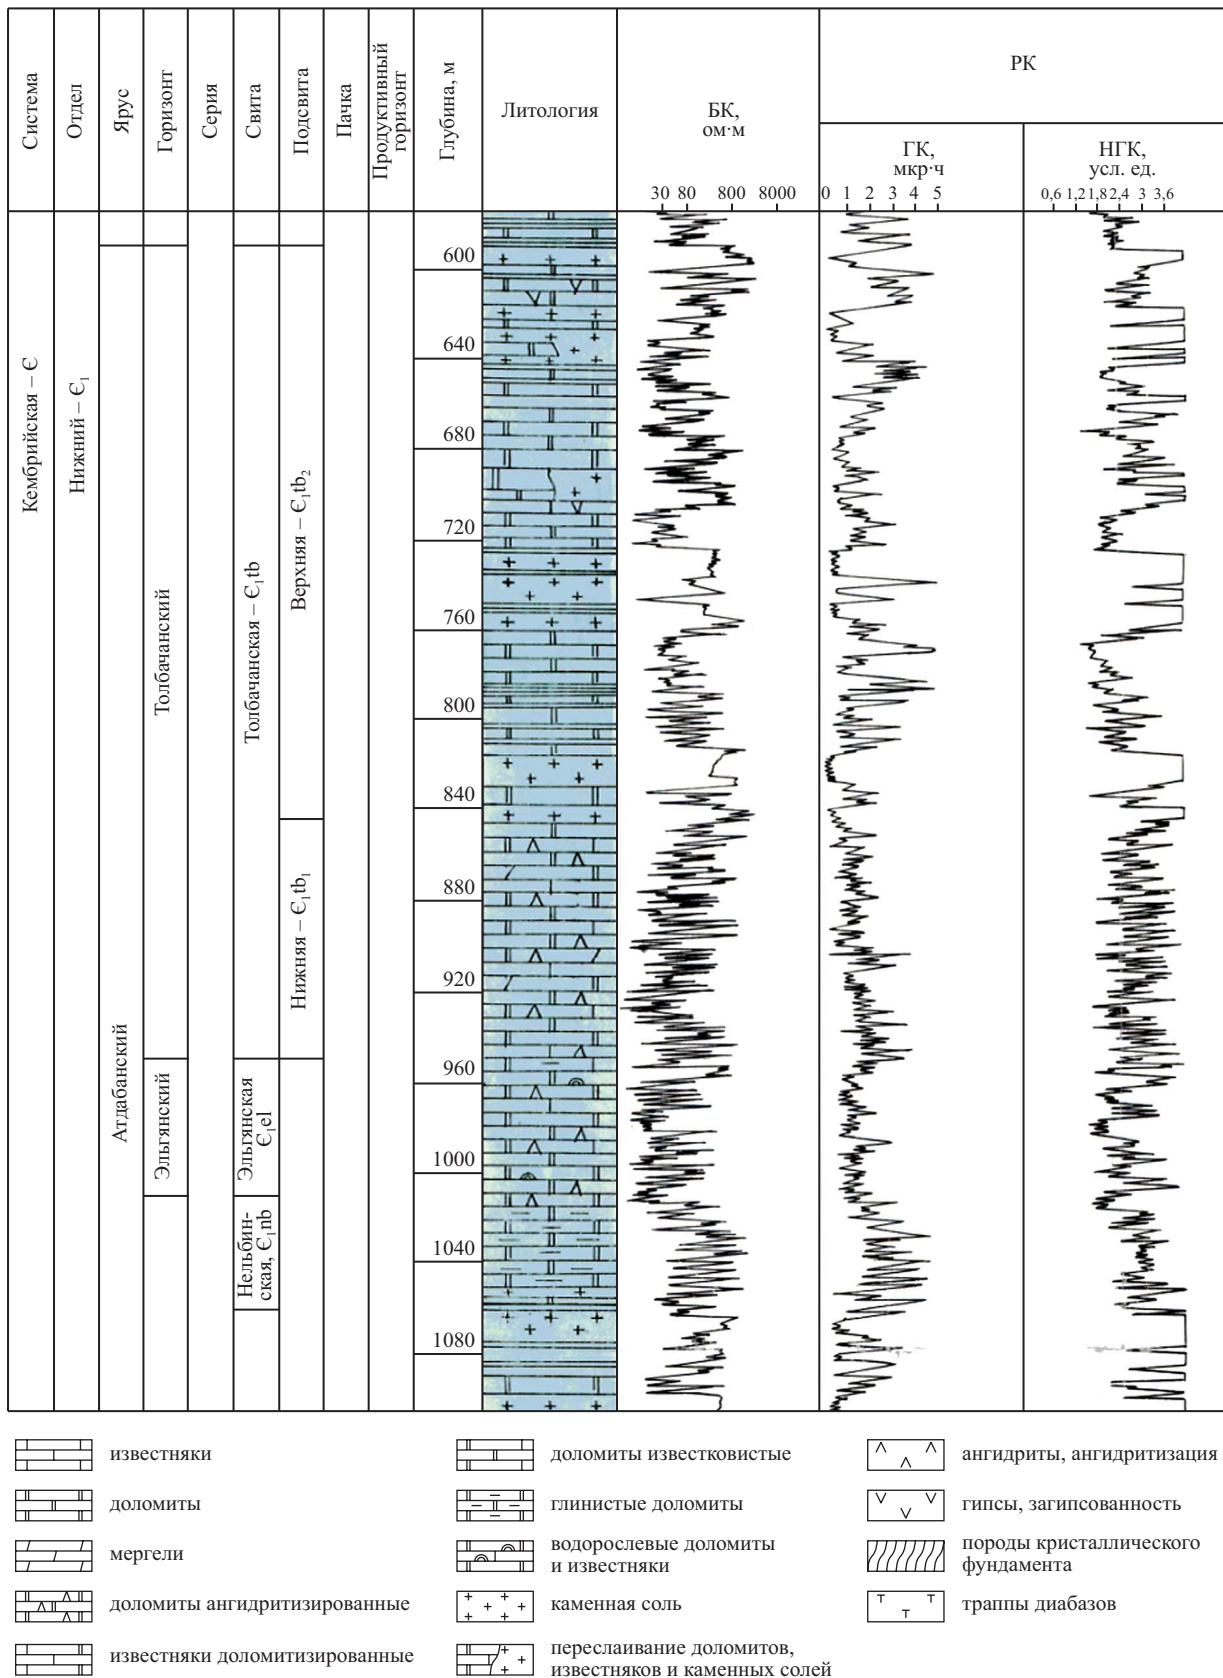 Система
Отдел
Ярус
Горизонт
Серия
Свита
Подсвита
Пачка
Продуктивный
горизонт
Глубина, м
Литология
БК,
ом·м
30 80 800 8000
РК
ГК,
мкр·ч
0 1 2 3 4 5
НГК,
усл. ед.
0,6 1,2 1,8 2,4 3 3,6
Кембрийская – Є
Нижний – Є₁
Атдабанский
Толбачанский
Эльгянский
Толбачанская – Є₁tb
Эльгянская
Є₁el
Нельбин-
ская, Є₁nb
Верхняя – Є₁tb₂
Нижняя – Є₁tb₁
600
640
680
720
760
800
840
880
920
960
1000
1040
1080
известняки
доломиты
мергели
доломиты ангидритизированные
известняки доломитизированные
доломиты известковистые
глинистые доломиты
водорослевые доломиты
и известняки
каменная соль
переслаивание доломитов,
известняков и каменных солей
ангидриты, ангидритизация
гипсы, загипсованность
породы кристаллического
фундамента
траппы диабазов